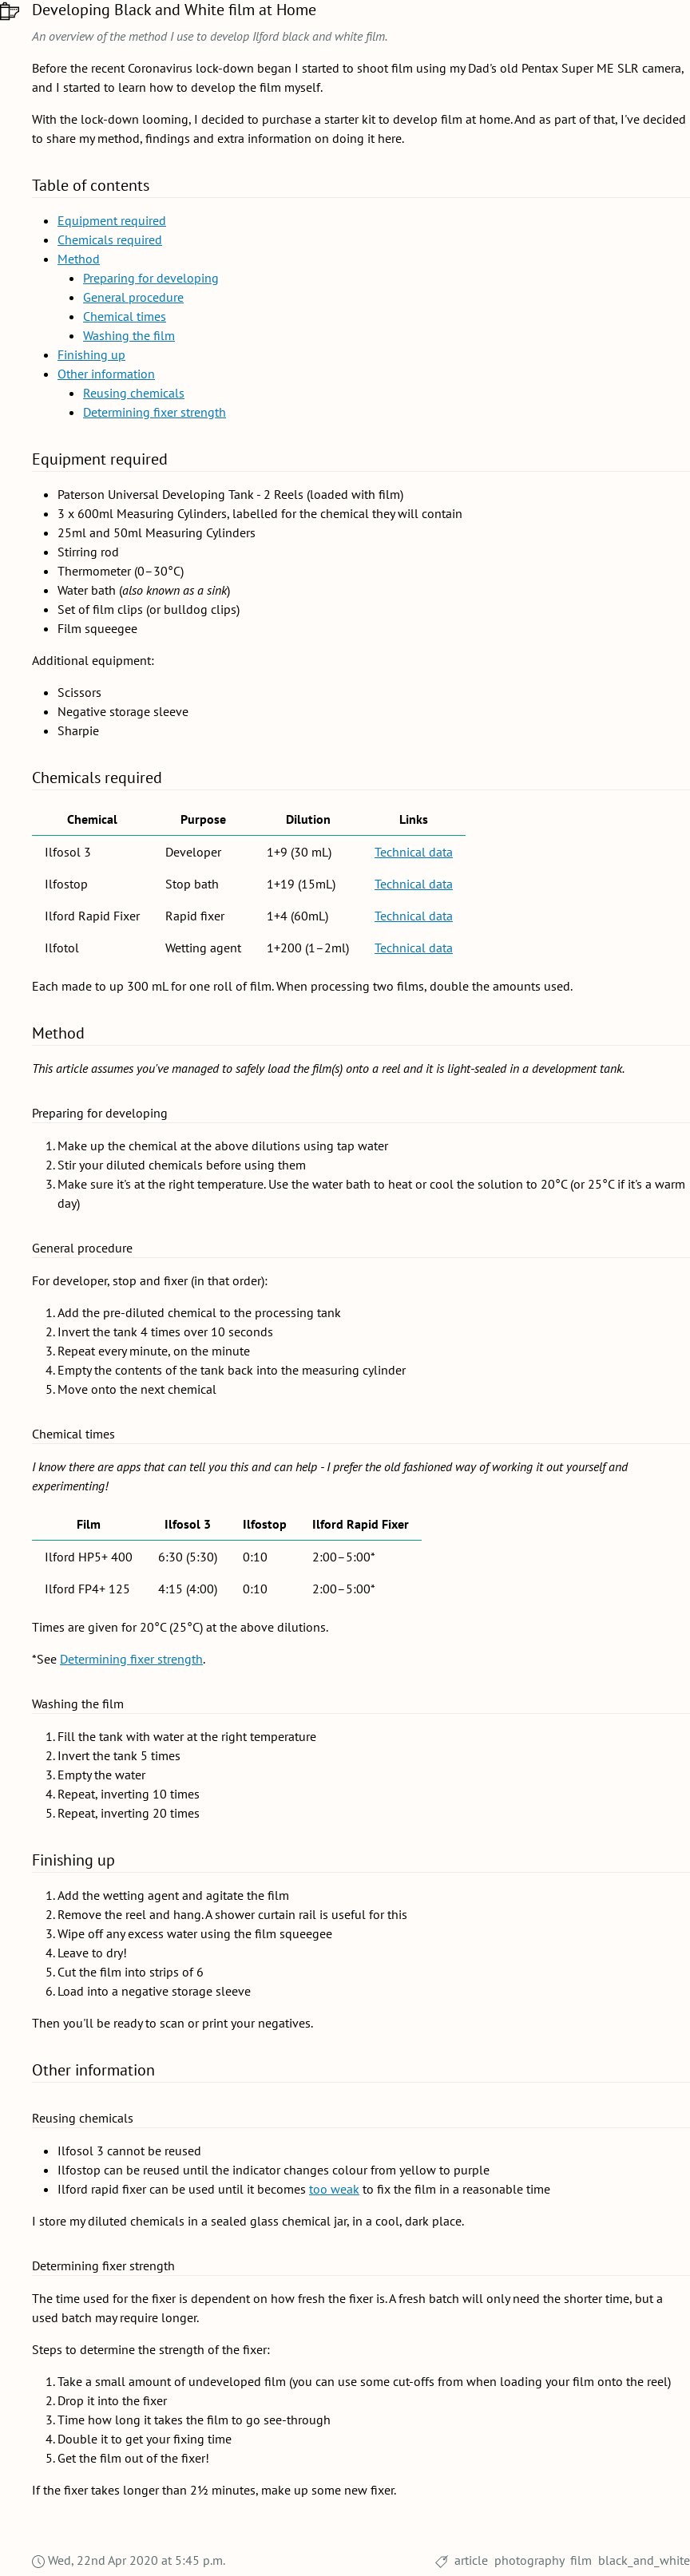 Developing Black and White film at Home
An overview of the method I use to develop Ilford black and white film.
Before the recent Coronavirus lock-down began I started to shoot film using my Dad's old Pentax Super ME SLR camera,
and I started to learn how to develop the film myself.
With the lock-down looming, I decided to purchase a starter kit to develop film at home. And as part of that, I've decided
to share my method, findings and extra information on doing it here.
Table of contents
• Equipment required
• Chemicals required
• Method
• Preparing for developing
• General procedure
• Chemical times
• Washing the film
• Finishing up
• Other information
• Reusing chemicals
• Determining fixer strength
Equipment required
• Paterson Universal Developing Tank - 2 Reels (loaded with film)
• 3 x 600ml Measuring Cylinders, labelled for the chemical they will contain
• 25ml and 50ml Measuring Cylinders
• Stirring rod
• Thermometer (0–30°C)
• Water bath (also known as a sink)
• Set of film clips (or bulldog clips)
• Film squeegee
Additional equipment:
• Scissors
• Negative storage sleeve
• Sharpie
Chemicals required
Chemical Purpose Dilution Links
Ilfosol 3 Developer 1+9 (30 mL) Technical data
Ilfostop Stop bath 1+19 (15mL) Technical data
Ilford Rapid Fixer Rapid fixer 1+4 (60mL) Technical data
Ilfotol Wetting agent 1+200 (1–2ml) Technical data
Each made to up 300 mL for one roll of film. When processing two films, double the amounts used.
Method
This article assumes you've managed to safely load the film(s) onto a reel and it is light-sealed in a development tank.
Preparing for developing
1. Make up the chemical at the above dilutions using tap water
2. Stir your diluted chemicals before using them
3. Make sure it's at the right temperature. Use the water bath to heat or cool the solution to 20°C (or 25°C if it's a warm
day)
General procedure
For developer, stop and fixer (in that order):
1. Add the pre-diluted chemical to the processing tank
2. Invert the tank 4 times over 10 seconds
3. Repeat every minute, on the minute
4. Empty the contents of the tank back into the measuring cylinder
5. Move onto the next chemical
Chemical times
I know there are apps that can tell you this and can help - I prefer the old fashioned way of working it out yourself and
experimenting!
Film Ilfosol 3 Ilfostop Ilford Rapid Fixer
Ilford HP5+ 400 6:30 (5:30) 0:10 2:00–5:00*
Ilford FP4+ 125 4:15 (4:00) 0:10 2:00–5:00*
Times are given for 20°C (25°C) at the above dilutions.
*See Determining fixer strength.
Washing the film
1. Fill the tank with water at the right temperature
2. Invert the tank 5 times
3. Empty the water
4. Repeat, inverting 10 times
5. Repeat, inverting 20 times
Finishing up
1. Add the wetting agent and agitate the film
2. Remove the reel and hang. A shower curtain rail is useful for this
3. Wipe off any excess water using the film squeegee
4. Leave to dry!
5. Cut the film into strips of 6
6. Load into a negative storage sleeve
Then you'll be ready to scan or print your negatives.
Other information
Reusing chemicals
• Ilfosol 3 cannot be reused
• Ilfostop can be reused until the indicator changes colour from yellow to purple
• Ilford rapid fixer can be used until it becomes too weak to fix the film in a reasonable time
I store my diluted chemicals in a sealed glass chemical jar, in a cool, dark place.
Determining fixer strength
The time used for the fixer is dependent on how fresh the fixer is. A fresh batch will only need the shorter time, but a
used batch may require longer.
Steps to determine the strength of the fixer:
1. Take a small amount of undeveloped film (you can use some cut-offs from when loading your film onto the reel)
2. Drop it into the fixer
3. Time how long it takes the film to go see-through
4. Double it to get your fixing time
5. Get the film out of the fixer!
If the fixer takes longer than 2½ minutes, make up some new fixer.
Wed, 22nd Apr 2020 at 5:45 p.m. article photography film black_and_white